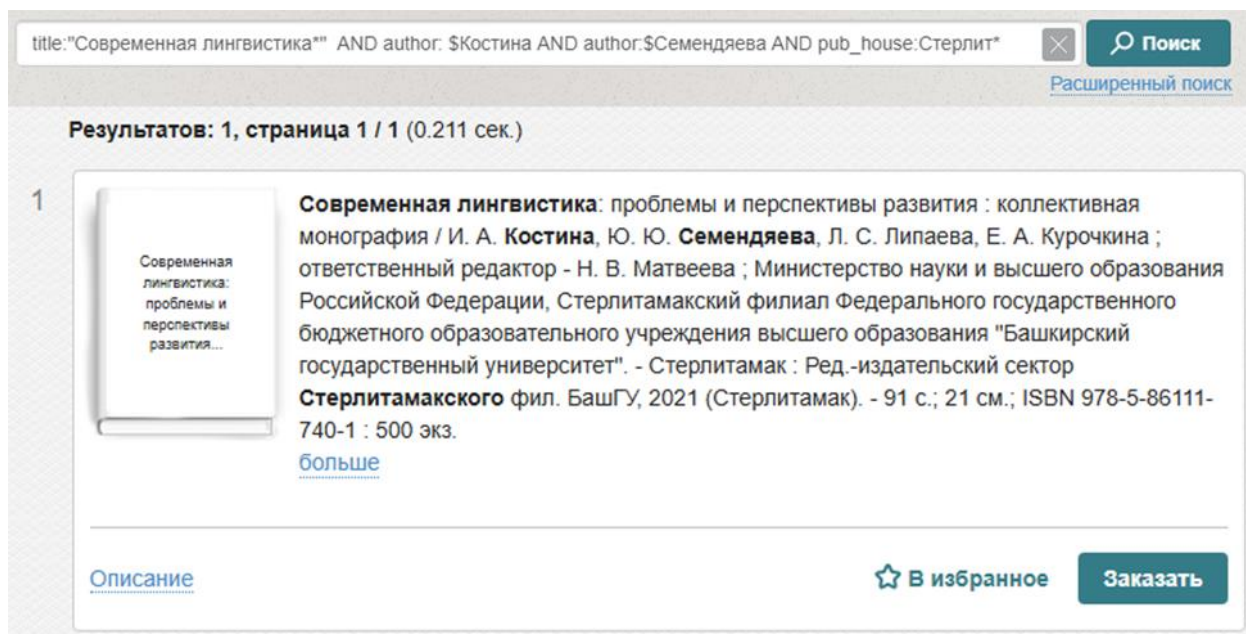 title:"Современная лингвистика*" AND author: $Костина AND author:$Семендяева AND pub_house:Стерлит*
Поиск
Расширенный поиск
Результатов: 1, страница 1 / 1 (0.211 сек.)
1
Современная
лингвистика:
проблемы и
перспективы
развития...
Современная лингвистика: проблемы и перспективы развития : коллективная
монография / И. А. Костина, Ю. Ю. Семендяева, Л. С. Липаева, Е. А. Курочкина ;
ответственный редактор - Н. В. Матвеева ; Министерство науки и высшего образования
Российской Федерации, Стерлитамакский филиал Федерального государственного
бюджетного образовательного учреждения высшего образования "Башкирский
государственный университет". - Стерлитамак : Ред.-издательский сектор
Стерлитамакского фил. БашГУ, 2021 (Стерлитамак). - 91 с.; 21 см.; ISBN 978-5-86111-
740-1 : 500 экз.
больше
Описание
В избранное
Заказать